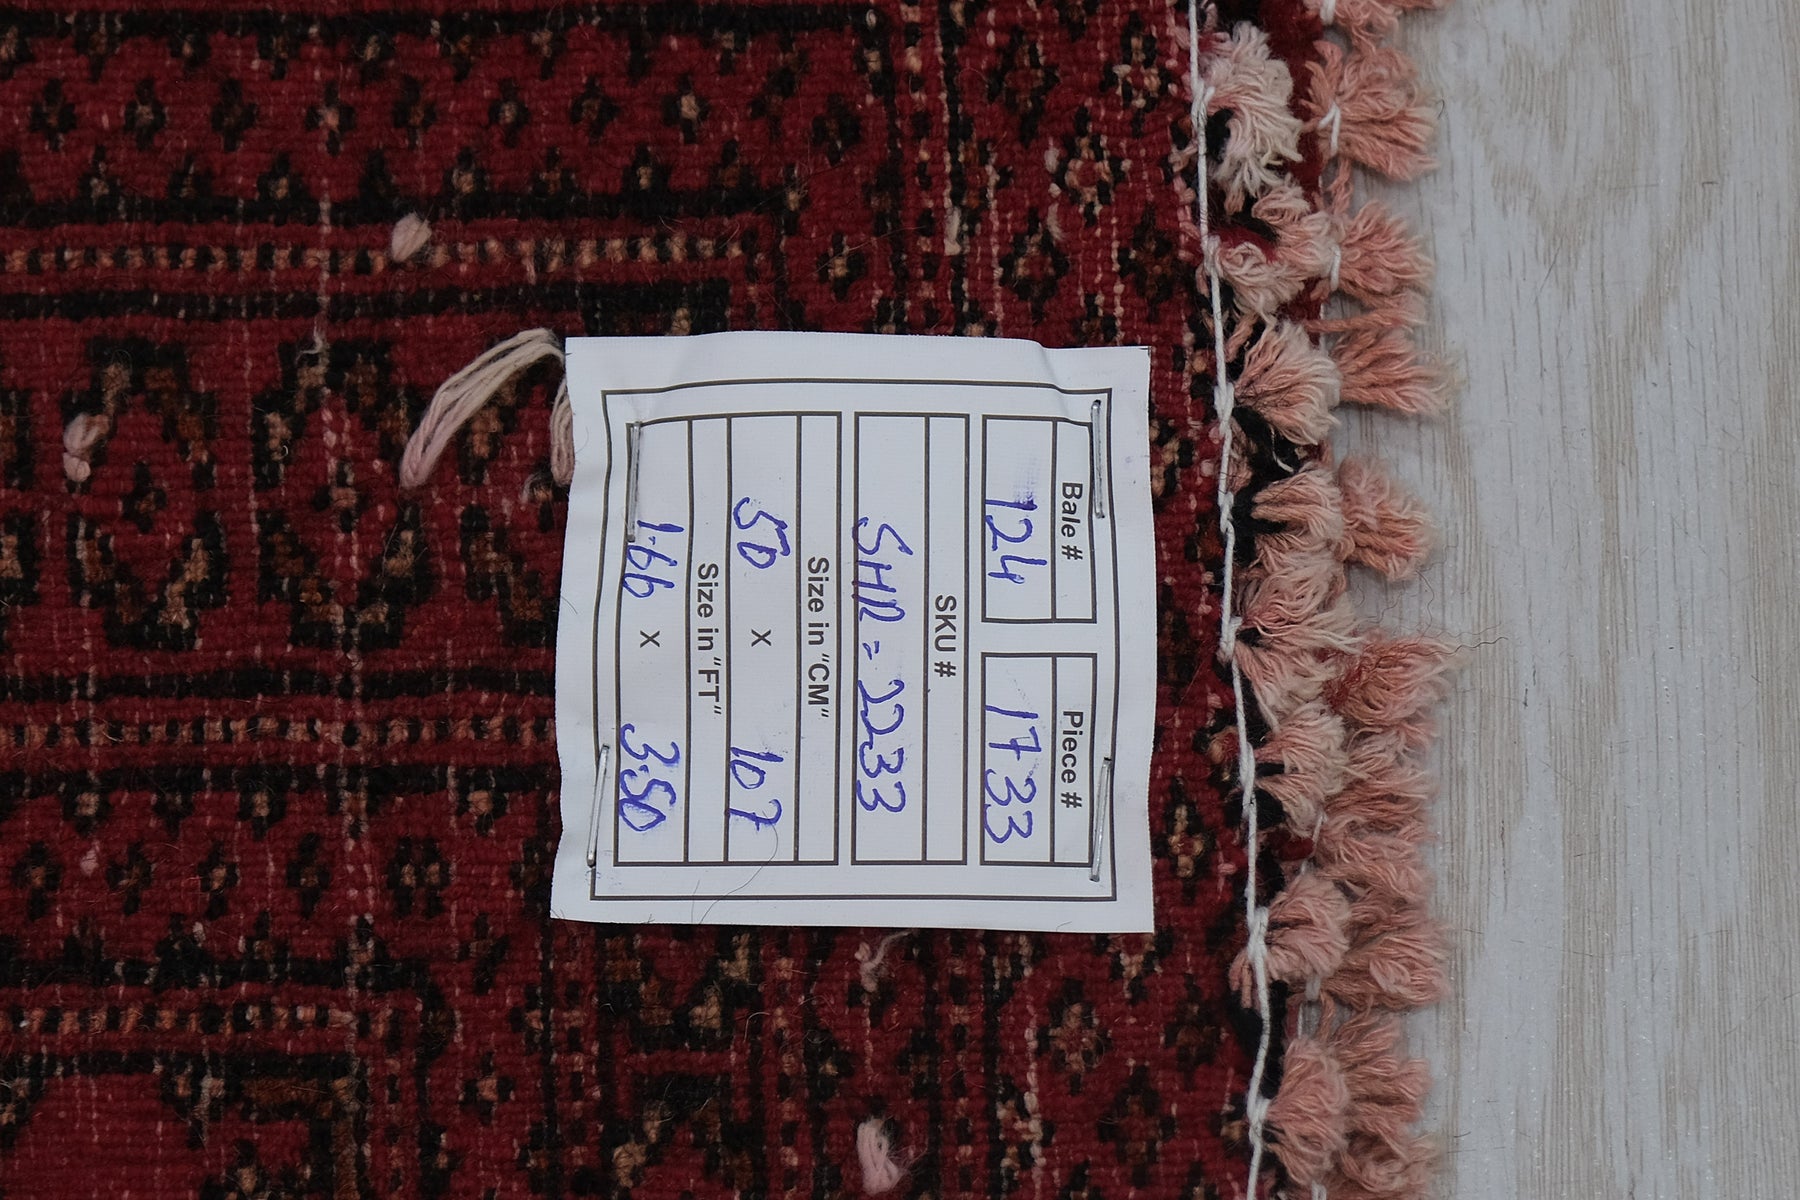 Bale # Piece #
124 1733
SKU #
SHR = 2233
Size in "CM"
50 x 107
Size in "FT"
1.66 x 3.50